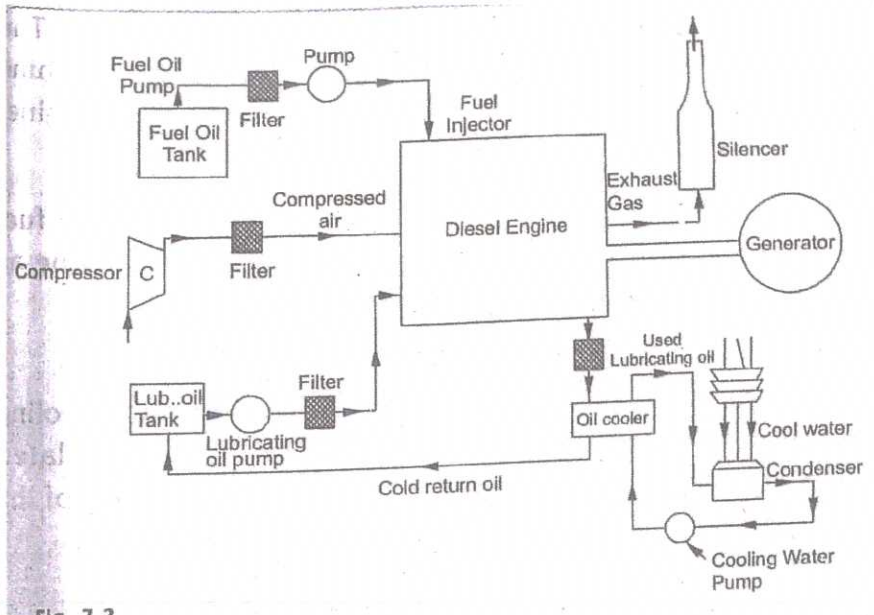 Fuel Oil
Pump
Pump
Filter
Fuel Oil
Tank
Fuel
Injector
Silencer
Exhaust
Gas
Compressed
air
Diesel Engine
Generator
Compressor
C
Filter
Used
Lubricating oil
Filter
Lub..oil
Tank
Oil cooler
Cool water
Lubricating
oil pump
Condenser
Cold return oil
Cooling Water
Pump